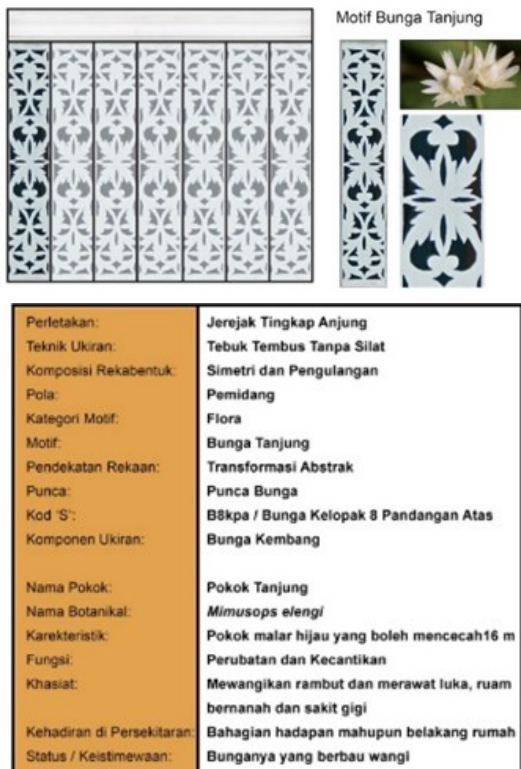 Motif Bunga Tanjung
Perletakan: Jerejak Tingkap Anjung
Teknik Ukiran: Tebuk Tembus Tanpa Silat
Komposisi Rekabentuk: Simetri dan Pengulangan
Pola: Pemidang
Kategori Motif: Flora
Motif: Bunga Tanjung
Pendekatan Rekaan: Transformasi Abstrak
Punca: Punca Bunga
Kod 'S': B8kpa / Bunga Kelopak 8 Pandangan Atas
Komponen Ukiran: Bunga Kembang
Nama Pokok: Pokok Tanjung
Nama Botanikal: Mimusops elengi
Karekteristik: Pokok malar hijau yang boleh mencecah16 m
Fungsi: Perubatan dan Kecantikan
Khasiat: Mewangikan rambut dan merawat luka, ruam
bernanah dan sakit gigi
Kehadiran di Persekitaran: Bahagian hadapan mahupun belakang rumah
Status / Keistimewaan: Bunganya yang berbau wangi